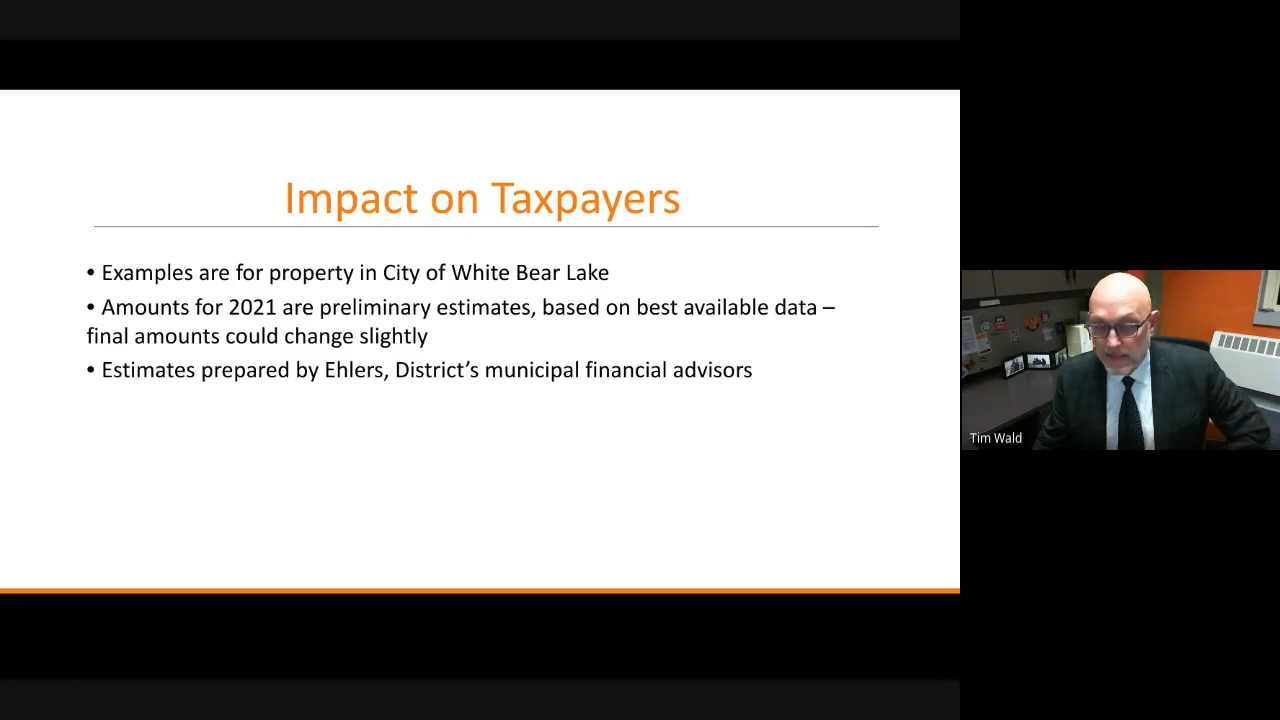 Impact on Taxpayers
• Examples are for property in City of White Bear Lake
• Amounts for 2021 are preliminary estimates, based on best available data –
final amounts could change slightly
• Estimates prepared by Ehlers, District’s municipal financial advisors
Tim Wald